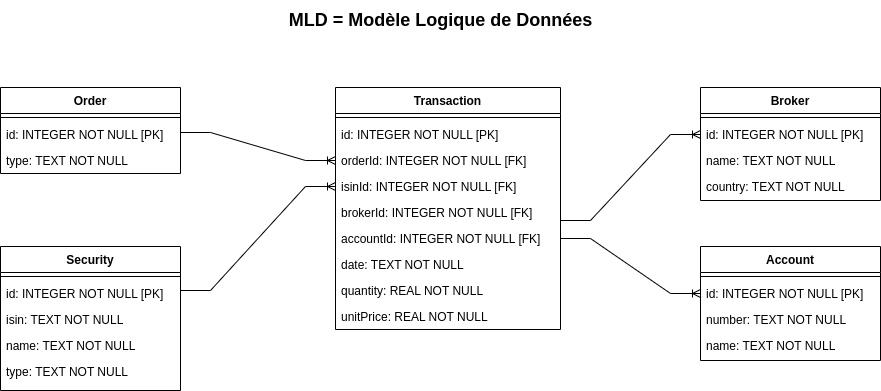 MLD = Modèle Logique de Données
Order
id: INTEGER NOT NULL [PK]
type: TEXT NOT NULL
Security
id: INTEGER NOT NULL [PK]
isin: TEXT NOT NULL
name: TEXT NOT NULL
type: TEXT NOT NULL
Transaction
id: INTEGER NOT NULL [PK]
orderId: INTEGER NOT NULL [FK]
isinId: INTEGER NOT NULL [FK]
brokerId: INTEGER NOT NULL [FK]
accountId: INTEGER NOT NULL [FK]
date: TEXT NOT NULL
quantity: REAL NOT NULL
unitPrice: REAL NOT NULL
Broker
id: INTEGER NOT NULL [PK]
name: TEXT NOT NULL
country: TEXT NOT NULL
Account
id: INTEGER NOT NULL [PK]
number: TEXT NOT NULL
name: TEXT NOT NULL